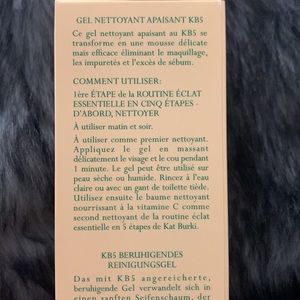 GEL NETTOYANT APAISANT KB5
Ce gel nettoyant apaisant au KB5 se
transforme en une mousse délicate
mais efficace éliminant le maquillage,
les impuretés et l'excès de sébum.
COMMENT UTILISER:
1ère ÉTAPE de la ROUTINE ÉCLAT
ESSENTIELLE EN CINQ ÉTAPES -
D'ABORD, NETTOYER
À utiliser matin et soir.
À utiliser comme premier nettoyant.
Appliquez le gel en massant
délicatement le visage et le cou pendant
1 minute. Le gel peut être utilisé sur
peau sèche ou humide. Rincez à l'eau
claire ou avec un gant de toilette tiède.
Utilisez ensuite le baume nettoyant
nourrissant à la vitamine C comme
second nettoyant de la routine éclat
essentielle en 5 étapes de Kat Burki.
KB5 BERUHIGENDES
REINIGUNGSGEL
Das mit KB5 angereicherte,
beruhigende Gel verwandelt sich in
einen sanften Seifenschaum, der